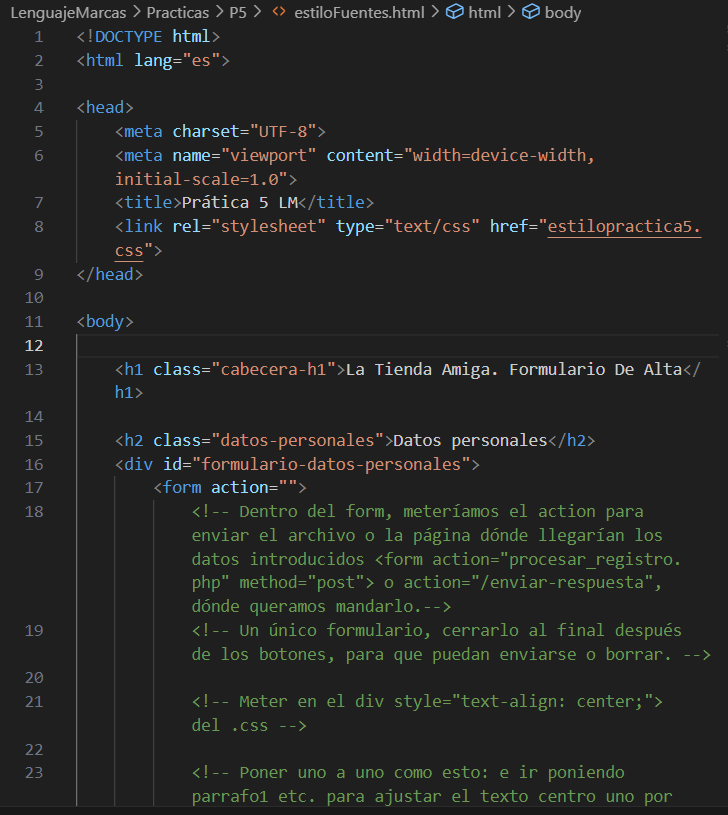 LenguajeMarcas > Practicas > P5 > <> estiloFuentes.html > html > body
1 <!DOCTYPE html>
2 <html lang="es">
3
4 <head>
5 <meta charset="UTF-8">
6 <meta name="viewport" content="width=device-width,
initial-scale=1.0">
7 <title>Prática 5 LM</title>
8 <link rel="stylesheet" type="text/css" href="estilopractica5.
css">
9 </head>
10
11 <body>
12
13 <h1 class="cabecera-h1">La Tienda Amiga. Formulario De Alta</
h1>
14
15 <h2 class="datos-personales">Datos personales</h2>
16 <div id="formulario-datos-personales">
17 <form action="">
18 <!-- Dentro del form, meteríamos el action para
enviar el archivo o la página dónde llegarían los
datos introducidos <form action="procesar_registro.
php" method="post"> o action="/enviar-respuesta",
dónde queramos mandarlo.-->
19 <!-- Un único formulario, cerrarlo al final después
de los botones, para que puedan enviarse o borrar. -->
20
21 <!-- Meter en el div style="text-align: center;">
del .css -->
22
23 <!-- Poner uno a uno como esto: e ir poniendo
parrafo1 etc. para ajustar el texto centro uno por